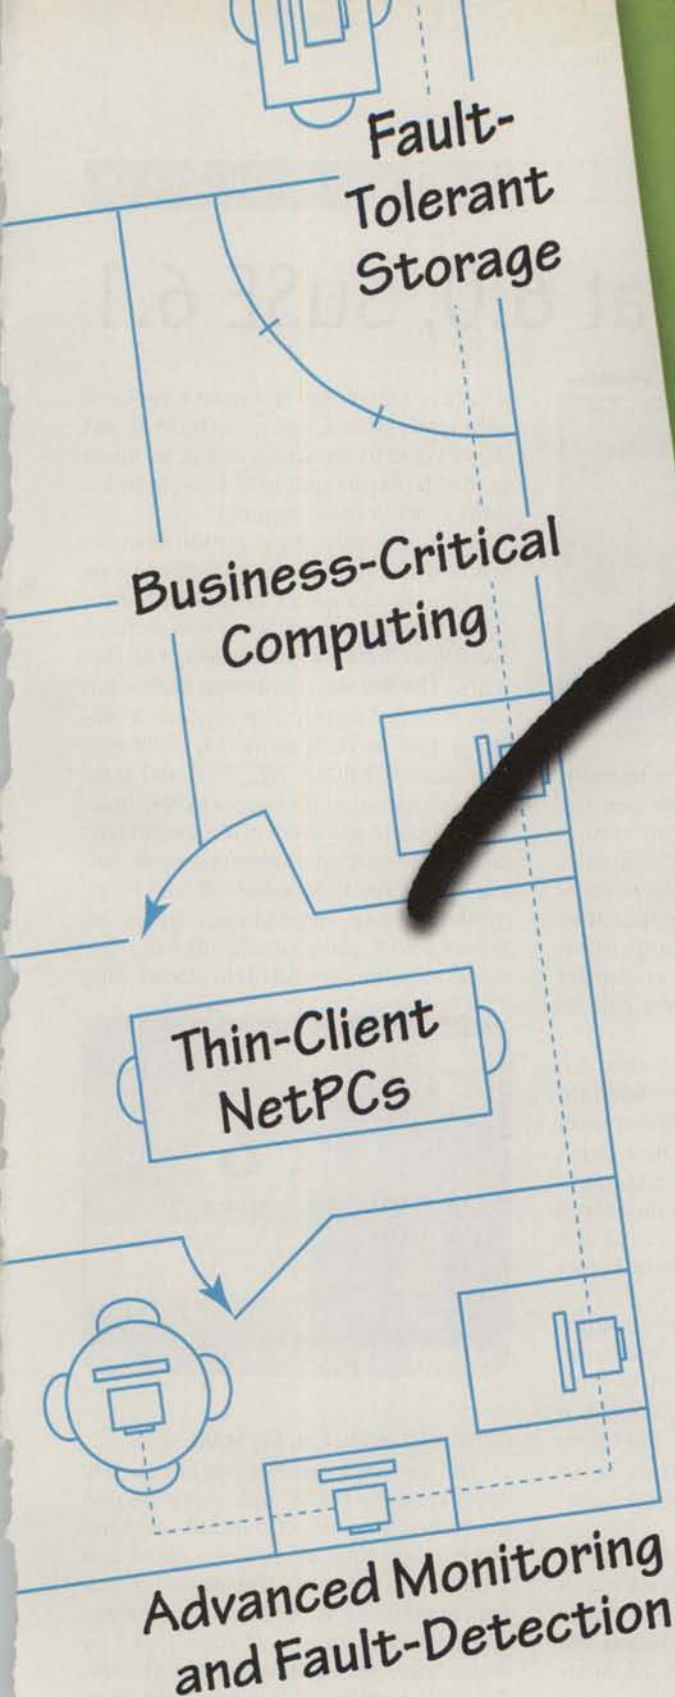 Fault-
Tolerant
Storage
Business-Critical
Computing
Thin-Client
NetPCs
Advanced Monitoring
and Fault-Detection